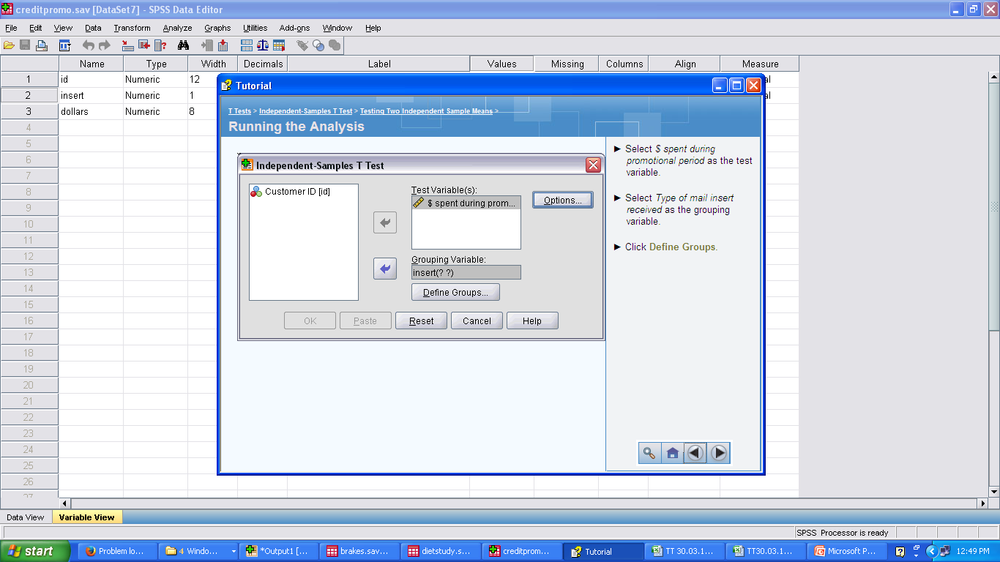 creditpromo.sav [DataSet7] - SPSS Data Editor
File Edit View Data Transform Analyze Graphs Utilities Add-ons Window Help
Name Type Width Decimals Label Values Missing Columns Align Measure
1 id Numeric 12
2 insert Numeric 1
3 dollars Numeric 8
4
5
6
7
8
9
10
11
12
13
14
15
16
17
18
19
20
21
22
23
24
25
26
27
Tutorial
T Tests > Independent-Samples T Test > Testing Two Independent Sample Means >
Running the Analysis
Independent-Samples T Test
Customer ID [id]
Test Variable(s):
$ spent during prom...
Options...
Grouping Variable:
insert(? ?)
Define Groups...
OK Paste Reset Cancel Help
► Select $ spent during
promotional period as the test
variable.
► Select Type of mail insert
received as the grouping
variable.
► Click Define Groups.
Data View Variable View
SPSS Processor is ready
start Problem lo... 4 Windo... *Output1 [... brakes.sav... dietstudy.s... creditprom... Tutorial TT 30.03.1... TT30.03.1... Microsoft P... 12:49 PM